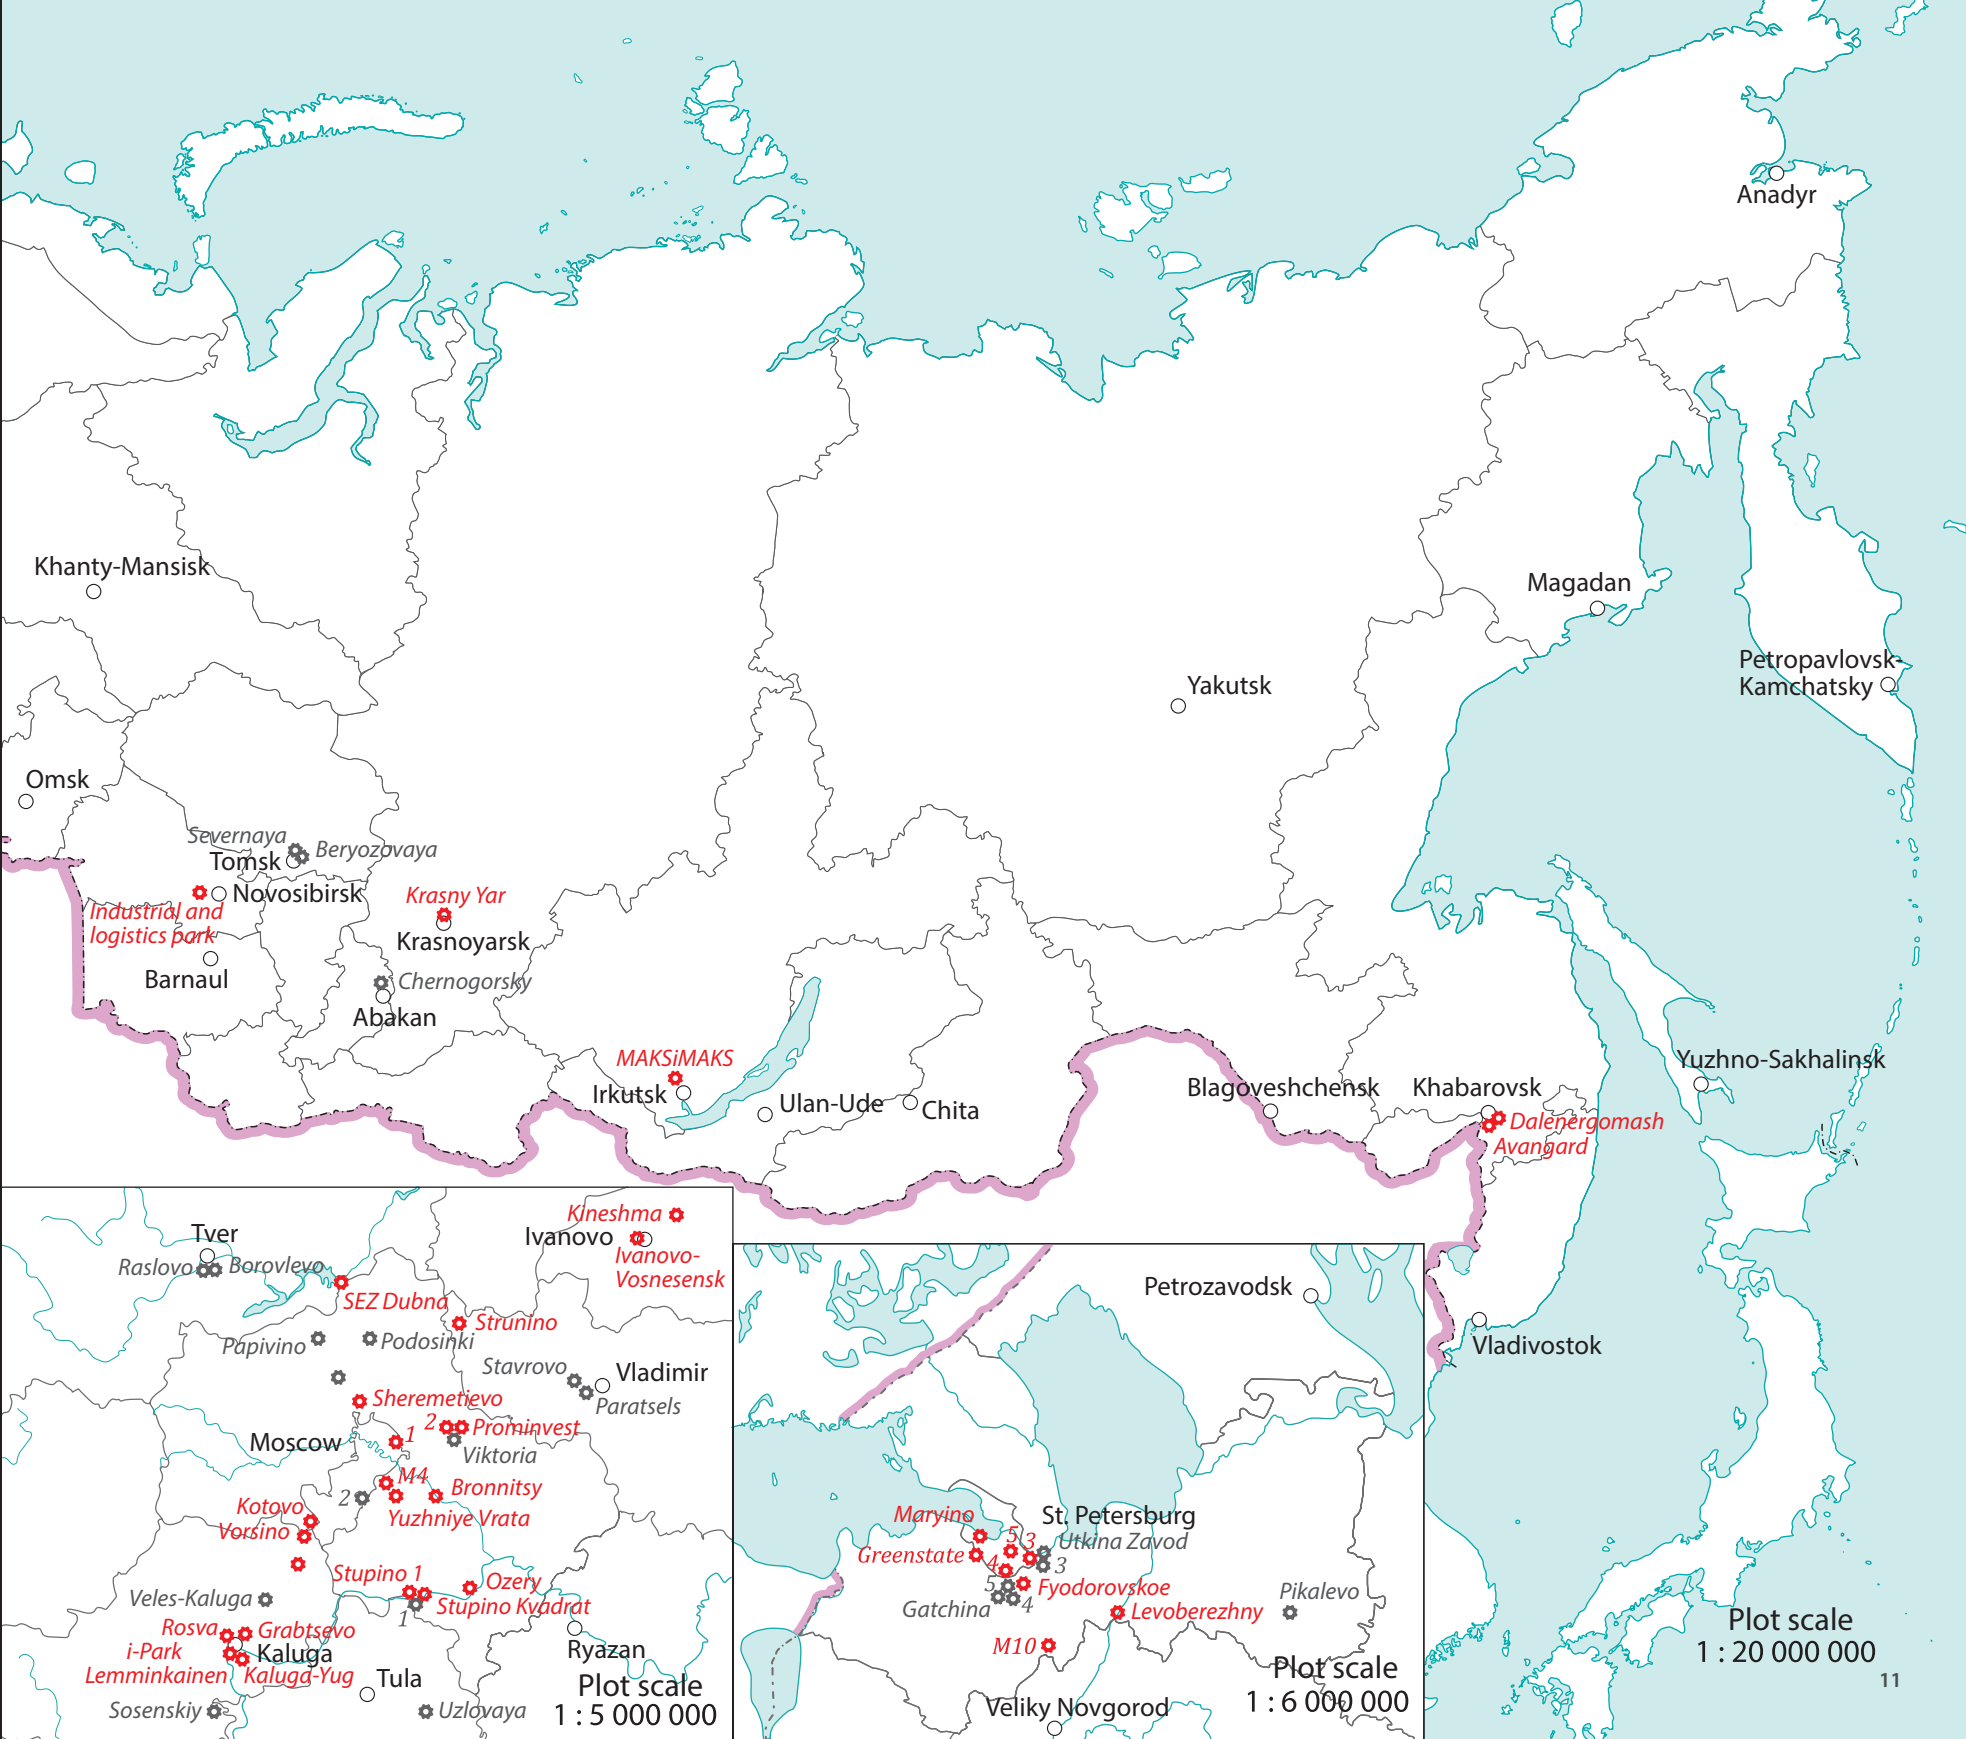 Anadyr
Khanty-Mansisk
Magadan
Petropavlovsk-
Kamchatsky
Yakutsk
Omsk
Severnaya
Beryozovaya
Tomsk
Novosibirsk
Industrial and
logistics park
Krasny Yar
Krasnoyarsk
Barnaul
Chernogorsky
Abakan
MAKSiMAKS
Irkutsk
Ulan-Ude
Chita
Blagoveshchensk
Khabarovsk
Yuzhno-Sakhalinsk
Dalenergomash
Avangard
Vladivostok
Kineshma
Tver
Ivanovo
Ivanovo-
Vosnesensk
Raslovo
Borovlevo
SEZ Dubna
Strunino
Papivino
Podosinki
Stavrovo
Vladimir
Paratsels
Sheremetievo
2
Prominvest
1
Moscow
Viktoria
M4
Bronnitsy
2
Yuzhniye Vrata
Kotovo
Vorsino
Stupino 1
Ozery
Veles-Kaluga
Stupino Kvadrat
1
Rosva
Grabtsevo
i-Park
Kaluga
Lemminkainen
Kaluga-Yug
Ryazan
Tula
Sosenskiy
Uzlovaya
Plot scale
1 : 5 000 000
Petrozavodsk
Maryino
St. Petersburg
5
3
Utkina Zavod
Greenstate
4
3
5
Fyodorovskoe
Gatchina
4
Levoberezhny
Pikalevo
M10
Veliky Novgorod
Plot scale
1 : 6 000 000
Plot scale
1 : 20 000 000
11